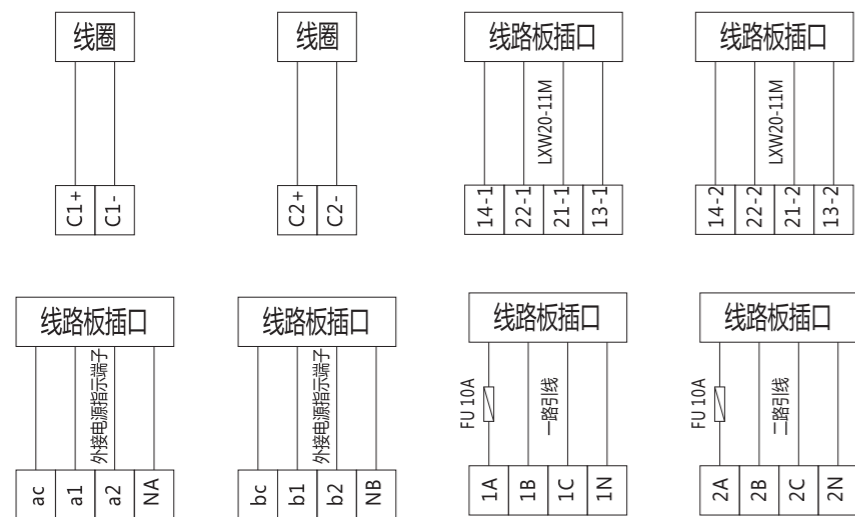 线圈
C1+ C1-
线圈
C2+ C2-
线路板插口
LXW20-11M
14-1 22-1 21-1 13-1
线路板插口
LXW20-11M
14-2 22-2 21-2 13-2
线路板插口
外接电源指示端子
ac a1 a2 NA
线路板插口
外接电源指示端子
bc b1 b2 NB
线路板插口
FU 10A
一路引线
1A 1B 1C 1N
线路板插口
FU 10A
二路引线
2A 2B 2C 2N